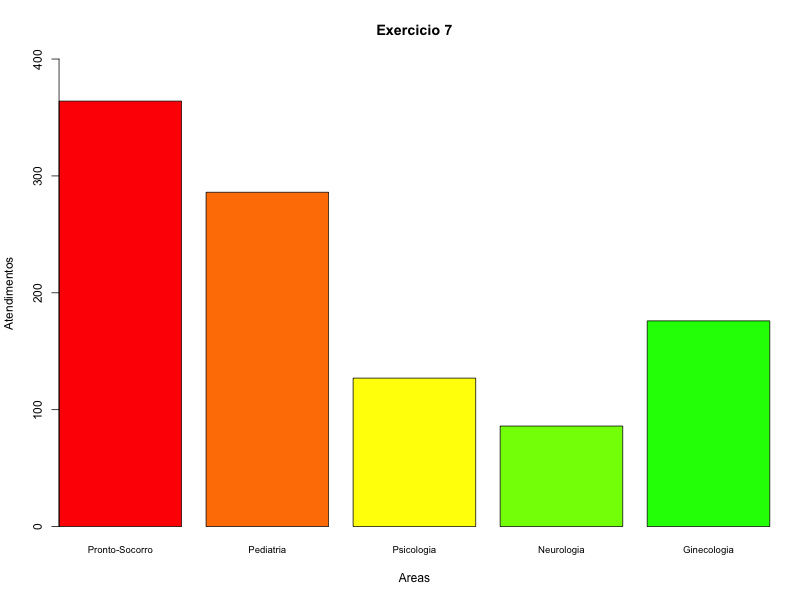 Exercicio 7
Atendimentos
400
300
200
100
0
Pronto-Socorro Pediatria Psicologia Neurologia Ginecologia
Areas